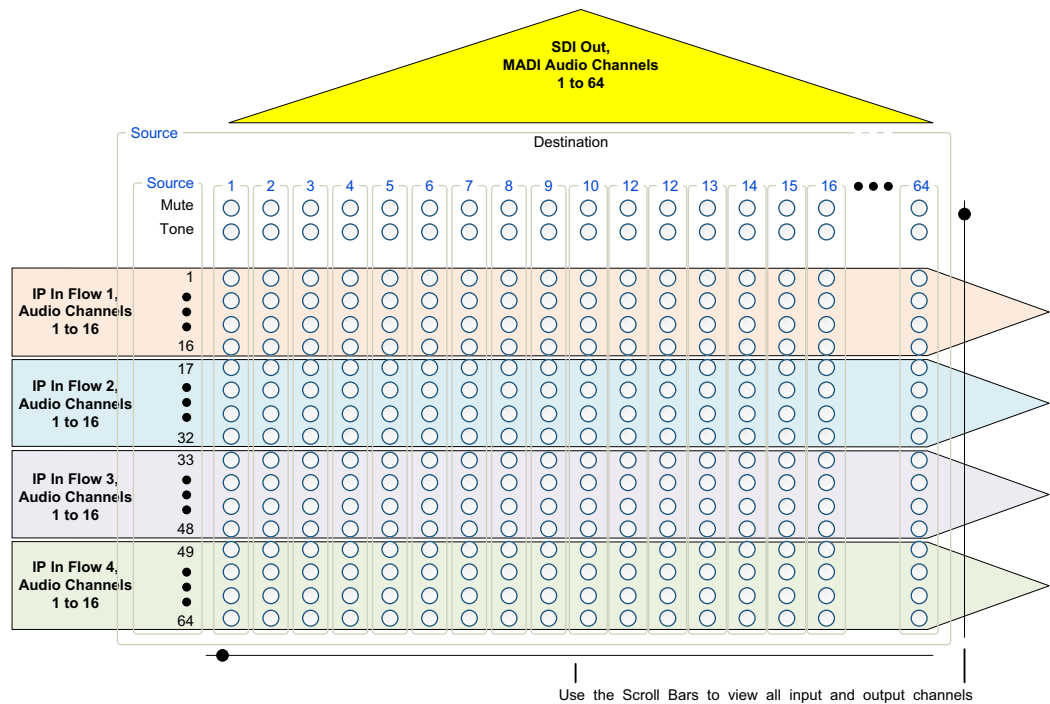 SDI Out,
MADI Audio Channels
1 to 64
Source
Destination
Source 1 2 3 4 5 6 7 8 9 10 12 12 13 14 15 16 ●●● 64
Mute
Tone
IP In Flow 1,
Audio Channels
1 to 16
1
16
IP In Flow 2,
Audio Channels
1 to 16
17
32
IP In Flow 3,
Audio Channels
1 to 16
33
48
IP In Flow 4,
Audio Channels
1 to 16
49
64
Use the Scroll Bars to view all input and output channels